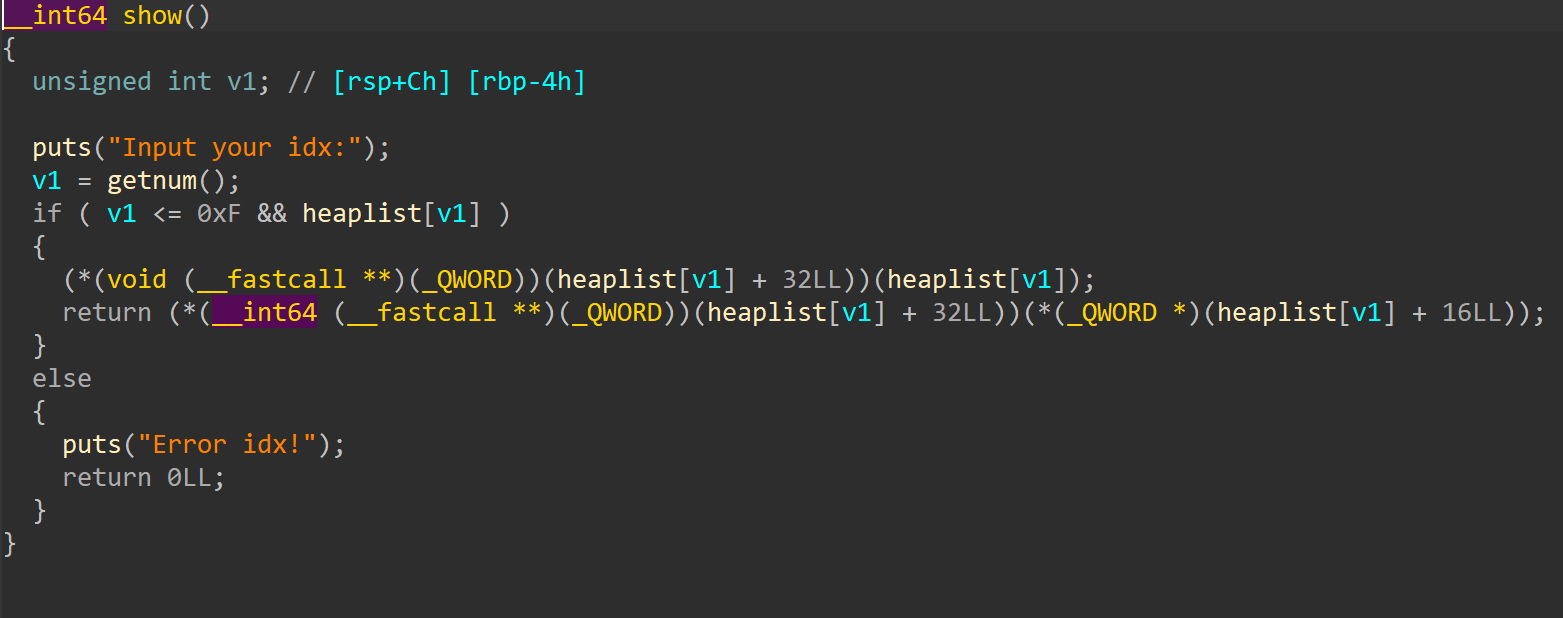 __int64 show()
{
  unsigned int v1; // [rsp+Ch] [rbp-4h]

  puts("Input your idx:");
  v1 = getnum();
  if ( v1 <= 0xF && heaplist[v1] )
  {
    (*(void (__fastcall **)(_QWORD))(heaplist[v1] + 32LL))(heaplist[v1]);
    return (*(__int64 (__fastcall **)(_QWORD))(heaplist[v1] + 32LL))(*(_QWORD *)(heaplist[v1] + 16LL));
  }
  else
  {
    puts("Error idx!");
    return 0LL;
  }
}